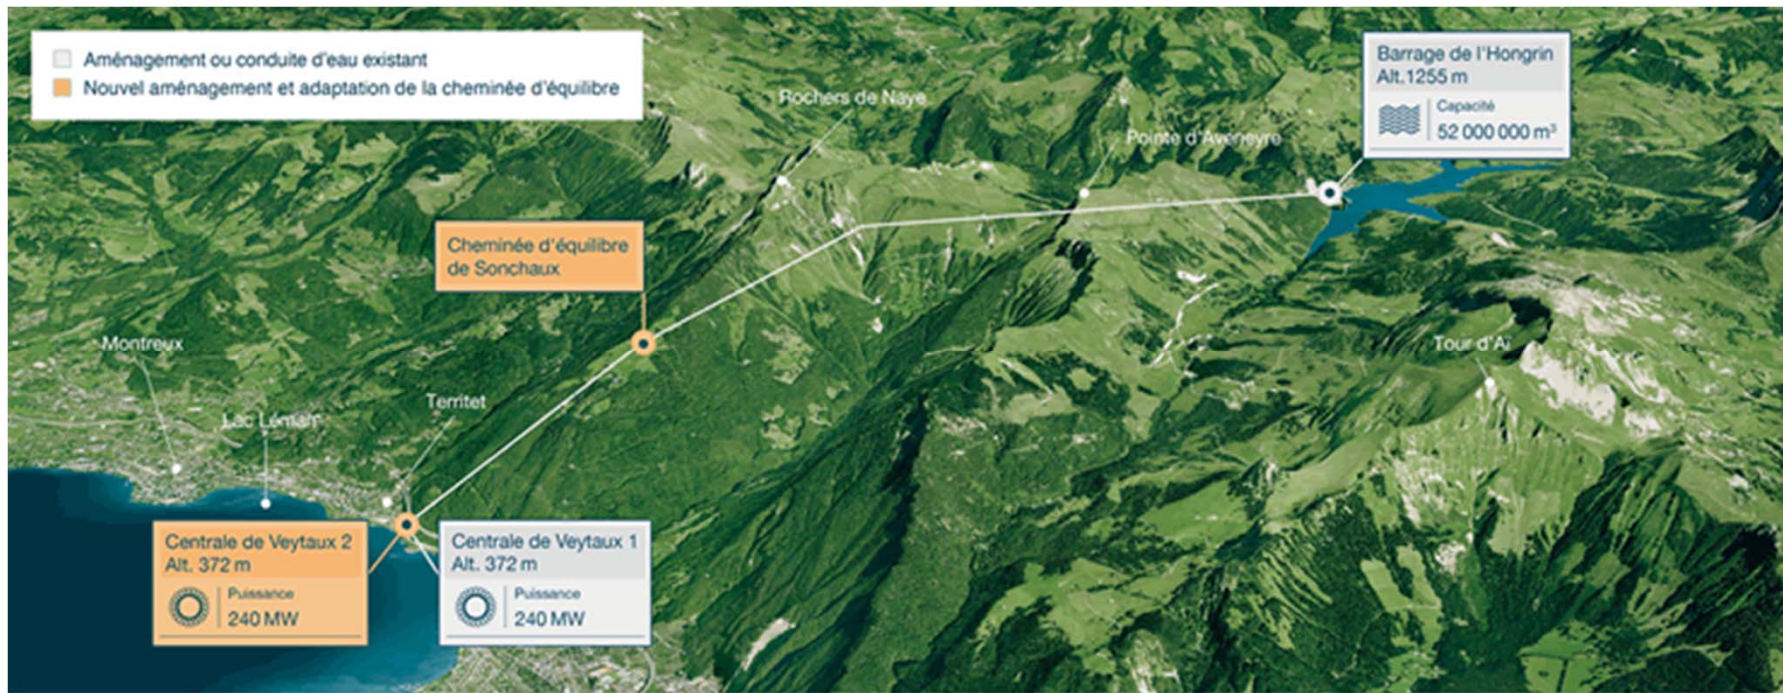 Aménagement ou conduite d'eau existant
Nouvel aménagement et adaptation de la cheminée d'équilibre
Rochers de Naye
Pointe d'Aveneyre
Barrage de l'Hongrin
Alt.1255 m
Capacité
52 000 000 m³
Cheminée d'équilibre
de Sonchaux
Montreux
Lac Léman
Territet
Tour d'Aï
Centrale de Veytaux 2
Alt. 372 m
Puissance
240 MW
Centrale de Veytaux 1
Alt. 372 m
Puissance
240 MW